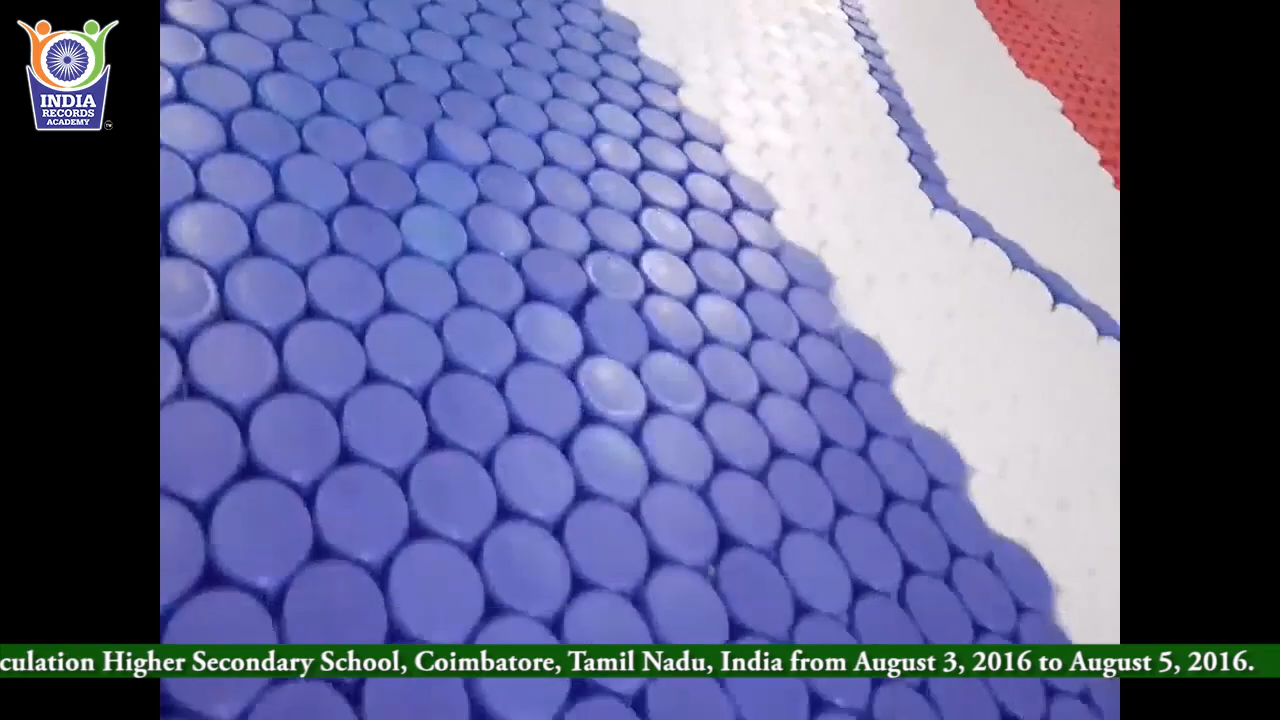 INDIA
RECORDS
ACADEMY
TM
culation Higher Secondary School, Coimbatore, Tamil Nadu, India from August 3, 2016 to August 5, 2016.